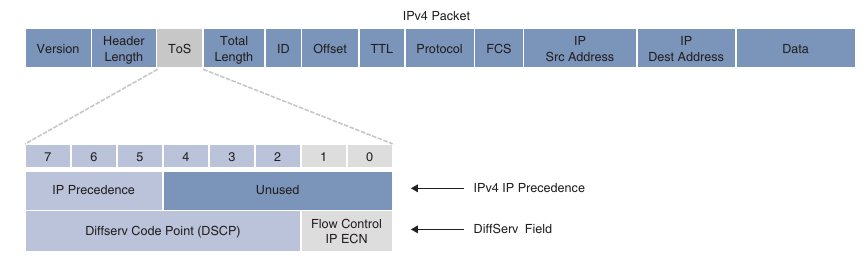 IPv4 Packet
Version
Header
Length
ToS
Total
Length
ID
Offset
TTL
Protocol
FCS
IP
Src Address
IP
Dest Address
Data
7 6 5 4 3 2 1 0
IP Precedence
Unused
IPv4 IP Precedence
Diffserv Code Point (DSCP)
Flow Control
IP ECN
DiffServ Field